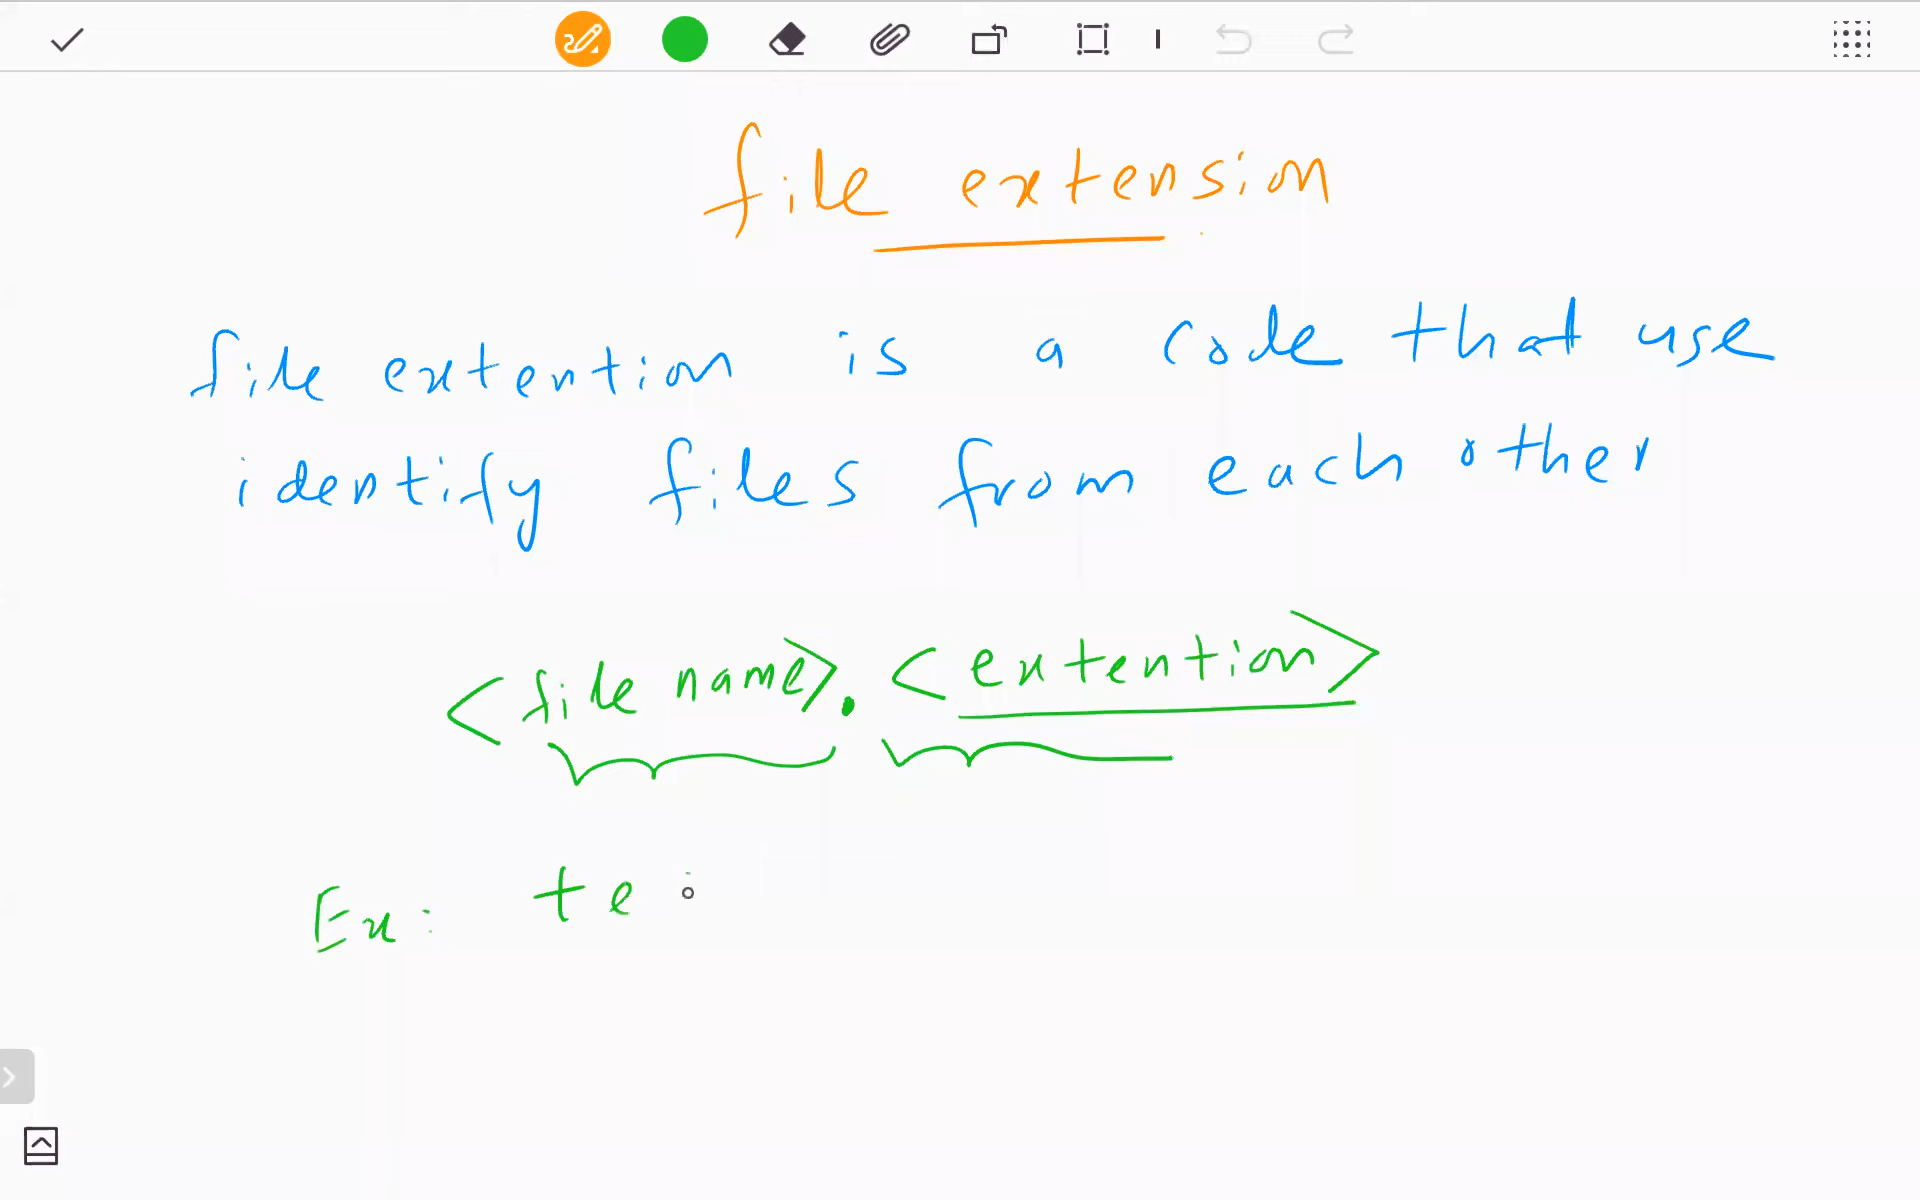 file extension
file extention is a code that use
identify files from each other
<file name>.<extention>
Ex: te